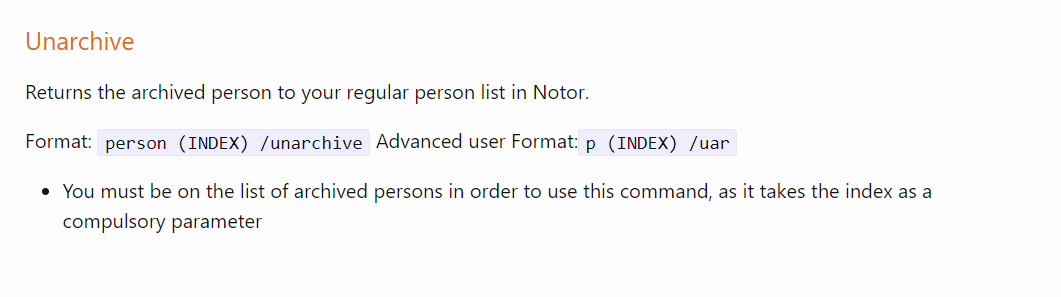 Unarchive
Returns the archived person to your regular person list in Notor.
Format: person (INDEX) /unarchive Advanced user Format: p (INDEX) /uar
• You must be on the list of archived persons in order to use this command, as it takes the index as a
compulsory parameter